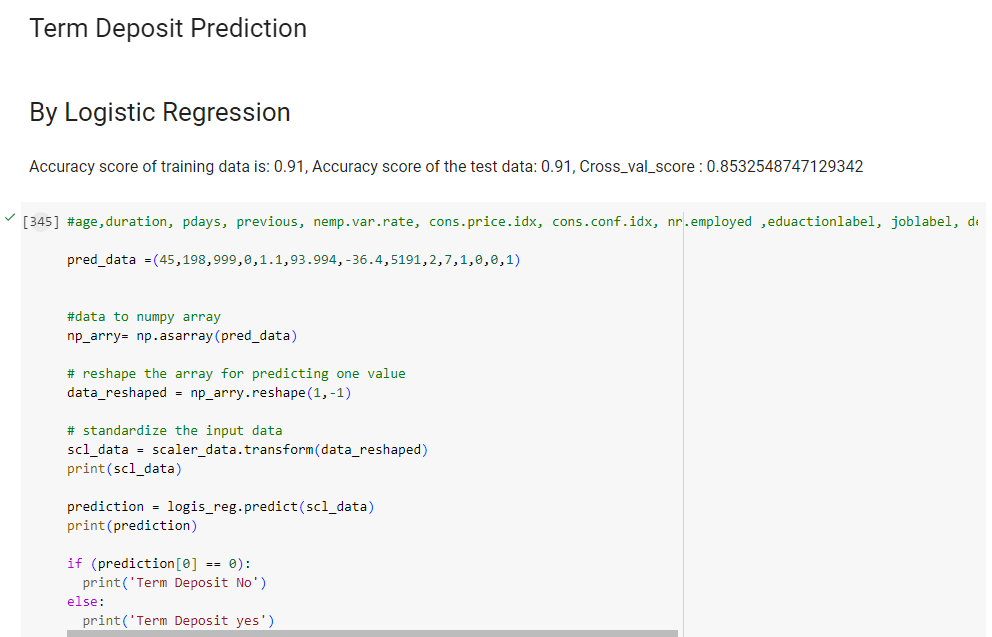 Term Deposit Prediction
By Logistic Regression
Accuracy score of training data is: 0.91, Accuracy score of the test data: 0.91, Cross_val_score : 0.8532548747129342
[345] #age,duration, pdays, previous, nemp.var.rate, cons.price.idx, cons.conf.idx, nr.employed ,eduactionlabel, joblabel,
pred_data =(45,198,999,0,1.1,93.994,-36.4,5191,2,7,1,0,0,1)
#data to numpy array
np_arry= np.asarray(pred_data)
# reshape the array for predicting one value
data_reshaped = np_arry.reshape(1,-1)
# standardize the input data
scl_data = scaler_data.transform(data_reshaped)
print(scl_data)
prediction = logis_reg.predict(scl_data)
print(prediction)
if (prediction[0] == 0):
print('Term Deposit No')
else:
print('Term Deposit yes')